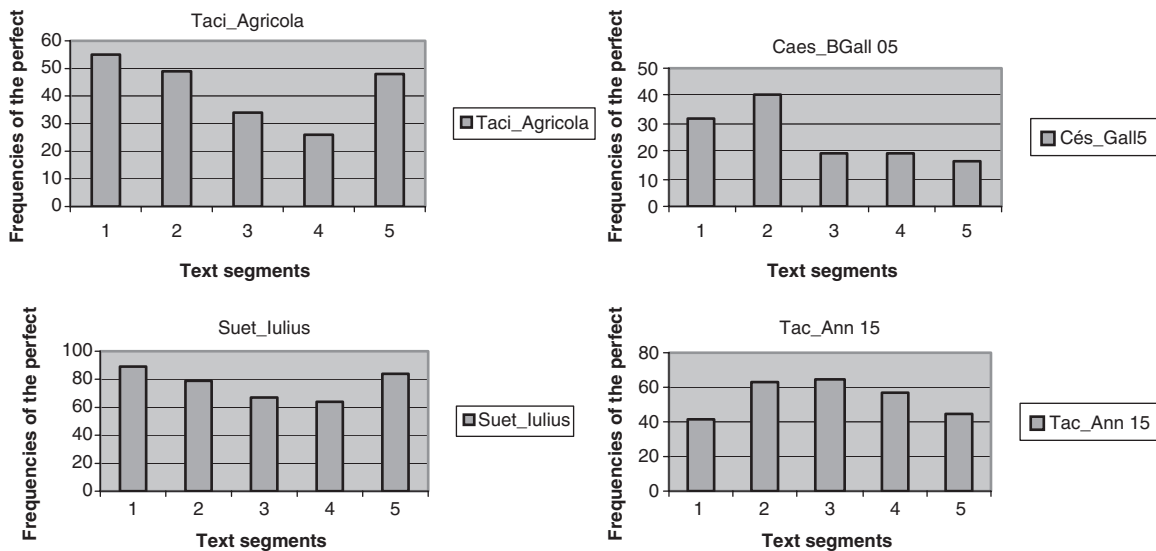 Taci_Agricola
Frequencies of the perfect
60
50
40
30
20
10
0
1 2 3 4 5
Text segments
Taci_Agricola
Caes_BGall 05
Frequencies of the perfect
50
40
30
20
10
0
1 2 3 4 5
Text segments
Cés_Gall5
Suet_Iulius
Frequencies of the perfect
100
80
60
40
20
0
1 2 3 4 5
Text segments
Suet_Iulius
Tac_Ann 15
Frequencies of the perfect
80
60
40
20
0
1 2 3 4 5
Text segments
Tac_Ann 15